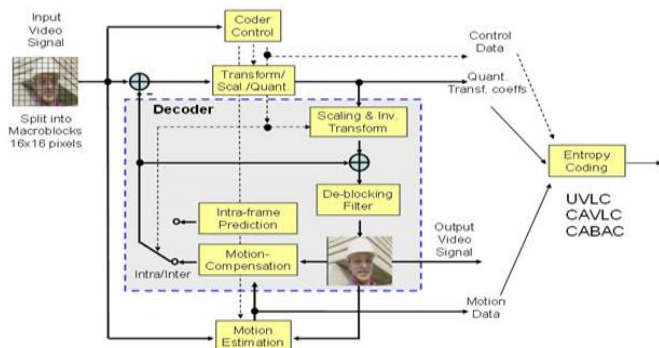 Input
Video
Signal
Coder
Control
Control
Data
Transform/
Scal./Quant.
Quant.
Transf. coeffs
-
Split into
Macroblocks
16x16 pixels
Decoder
Scaling & Inv.
Transform
Entropy
Coding
De-blocking
Filter
UVLC
CAVLC
CABAC
Intra-frame
Prediction
Output
Video
Signal
Motion-
Compensation
Intra/Inter
Motion
Data
Motion
Estimation